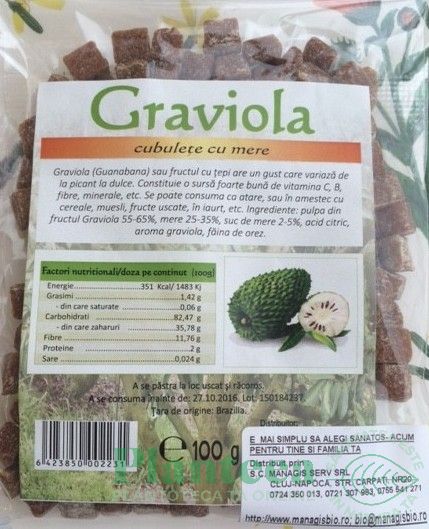 Graviola
cubulețe cu mere
Graviola (Guanabana) sau fructul cu țepi are un gust care variază de
la picant la dulce. Constituie o sursă foarte bună de vitamina C, B,
fibre, minerale, etc. Se poate consuma ca atare, sau în amestec cu
cereale, muesli, fructe uscate, în iaurt, etc. Ingrediente: pulpa din
fructul Graviola 55-65%, mere 25-35%, suc de mere 2-5%, acid citric,
aroma graviola, făina de orez.
Factori nutritionali/doza pe continut (100g)
Energie 351 Kcal/ 1483 Kj
Grasimi 1,42 g
- din care saturate 0,06 g
Carbohidrati 82,47 g
- din care zaharuri 35,78 g
Fibre 11,76 g
Proteine 2 g
Sare 0,024 g
A se păstra la loc uscat și răcoros.
A se consuma înainte de: 27.10.2016. Lot: 150184237.
Țara de origine: Brazilia.
Distribuitor:
6423850002231
e 100 g
E MAI SIMPLU SA ALEGI SANATOS- ACUM
PENTRU TINE SI FAMILIA TA
Distribuit prin
S.C. MANAGIS SERV SRL
CLUJ-NAPOCA, STR. CARPATI, NR20
0724 350 013, 0721 307 983, 0765 541 271
www.managisbio.ro; bio@managisbio.ro
Plantop